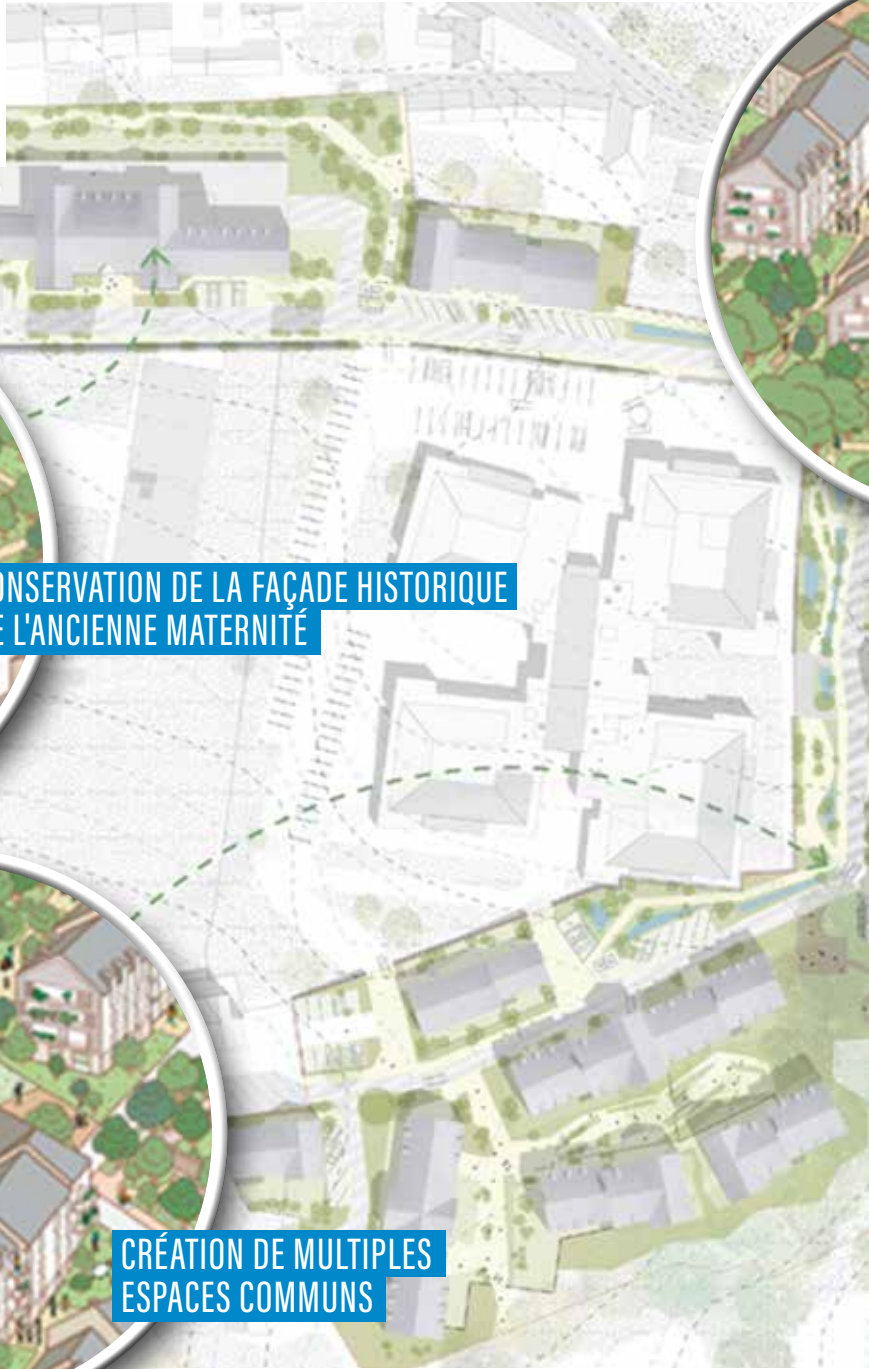 ONSERVATION DE LA FAÇADE HISTORIQUE
E L'ANCIENNE MATERNITÉ
CRÉATION DE MULTIPLES
ESPACES COMMUNS